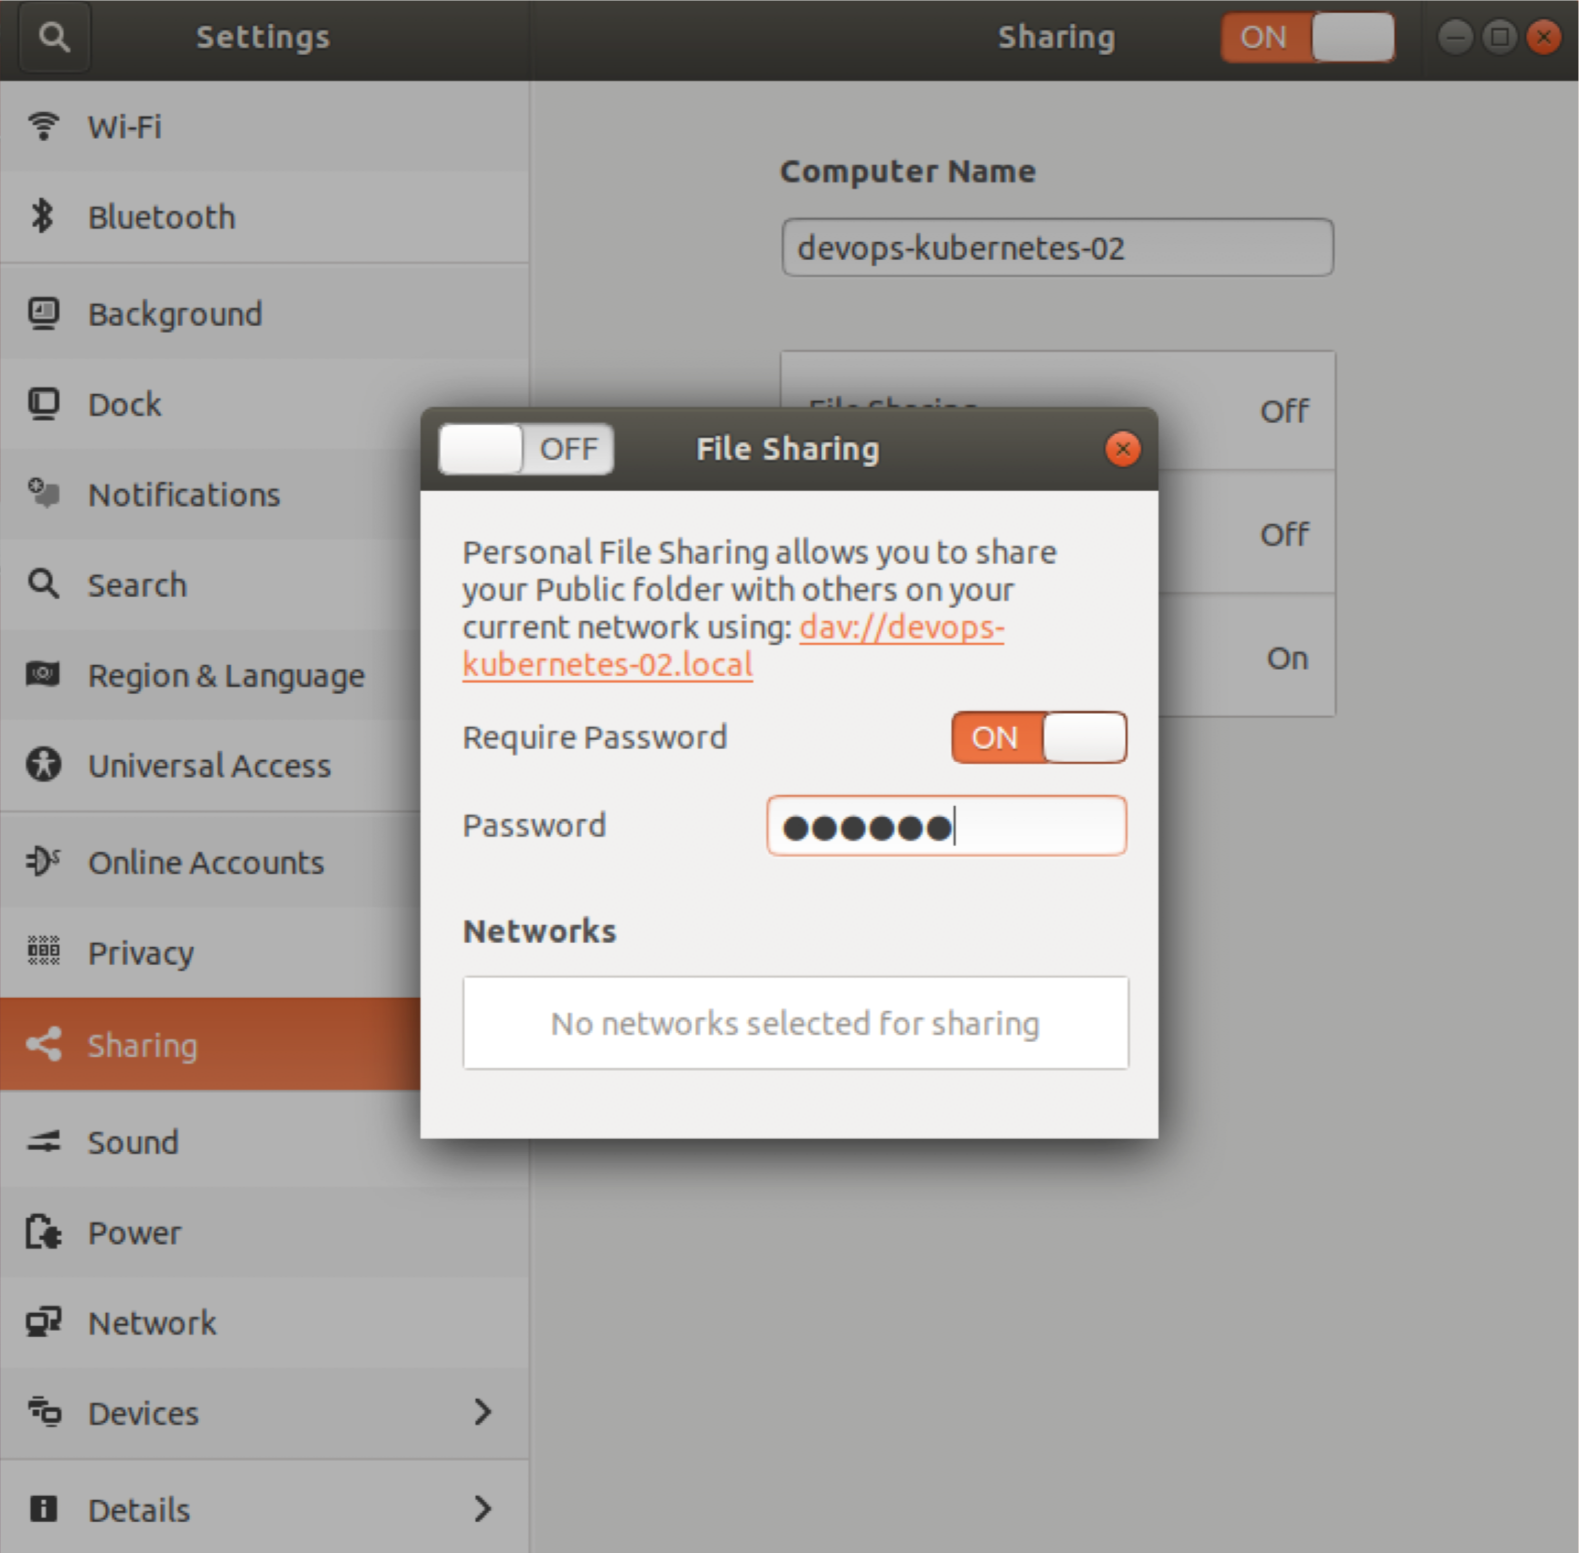 Settings
Sharing
ON
Wi-Fi
Bluetooth
Background
Dock
Notifications
Search
Region & Language
Universal Access
Online Accounts
Privacy
Sharing
Sound
Power
Network
Devices
Details
Computer Name
devops-kubernetes-02
File Sharing
Off
Off
On
OFF
File Sharing
Personal File Sharing allows you to share
your Public folder with others on your
current network using: dav://devops-
kubernetes-02.local
Require Password
ON
Password
Networks
No networks selected for sharing